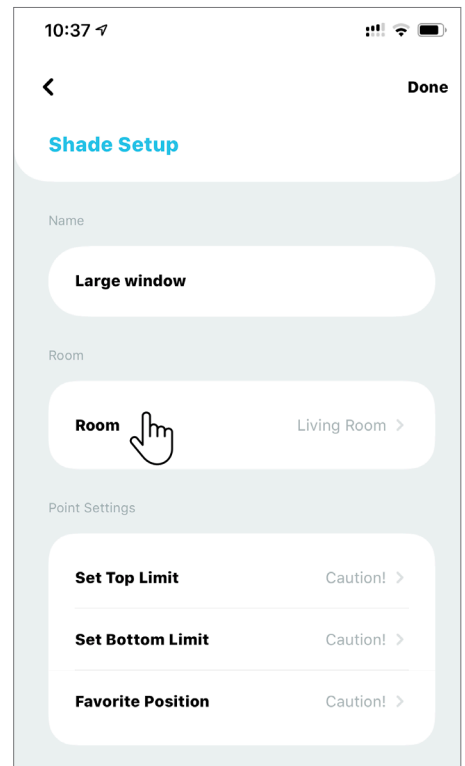 10:37
Done
Shade Setup
Name
Large window
Room
Room Living Room
Point Settings
Set Top Limit Caution!
Set Bottom Limit Caution!
Favorite Position Caution!